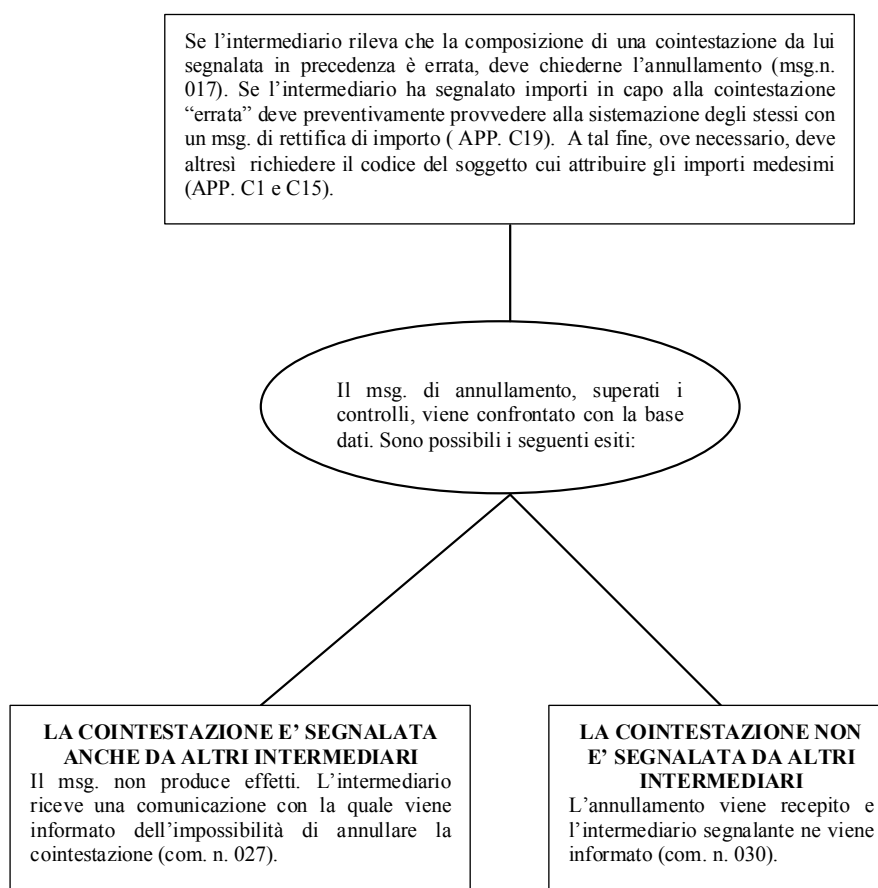 Se l’intermediario rileva che la composizione di una cointestazione da lui
segnalata in precedenza è errata, deve chiederne l’annullamento (msg.n.
017). Se l’intermediario ha segnalato importi in capo alla cointestazione
“errata” deve preventivamente provvedere alla sistemazione degli stessi con
un msg. di rettifica di importo ( APP. C19). A tal fine, ove necessario, deve
altresì richiedere il codice del soggetto cui attribuire gli importi medesimi
(APP. C1 e C15).
Il msg. di annullamento, superati i
controlli, viene confrontato con la base
dati. Sono possibili i seguenti esiti:
LA COINTESTAZIONE E’ SEGNALATA
ANCHE DA ALTRI INTERMEDIARI
Il msg. non produce effetti. L’intermediario
riceve una comunicazione con la quale viene
informato dell’impossibilità di annullare la
cointestazione (com. n. 027).
LA COINTESTAZIONE NON
E’ SEGNALATA DA ALTRI
INTERMEDIARI
L’annullamento viene recepito e
l’intermediario segnalante ne viene
informato (com. n. 030).